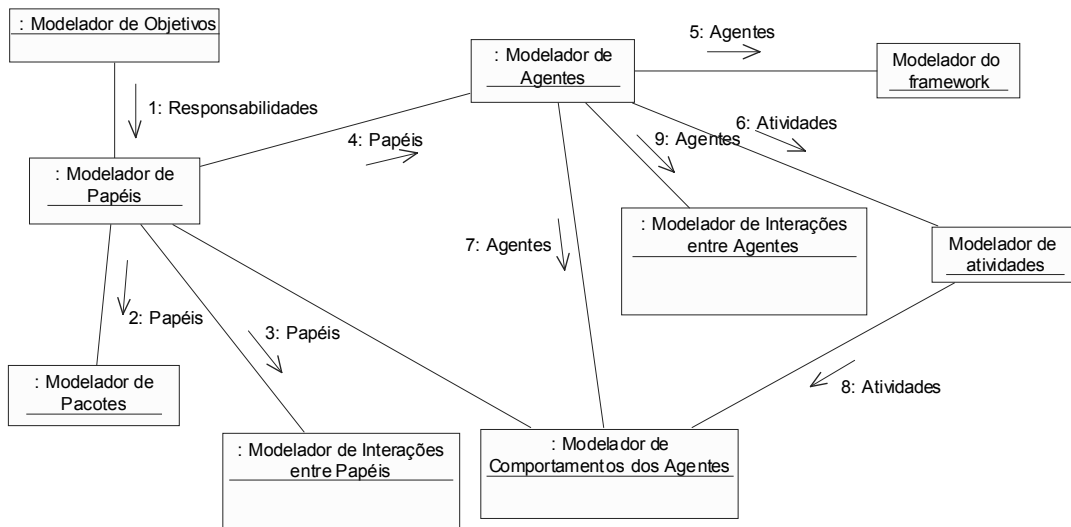 : Modelador de Objetivos
1: Responsabilidades
: Modelador de
Papéis
4: Papéis
: Modelador de
Agentes
5: Agentes
Modelador do
framework
6: Atividades
9: Agentes
7: Agentes
: Modelador de Interações
entre Agentes
Modelador de
atividades
2: Papéis
3: Papéis
8: Atividades
: Modelador de
Pacotes
: Modelador de Interações
entre Papéis
: Modelador de
Comportamentos dos Agentes